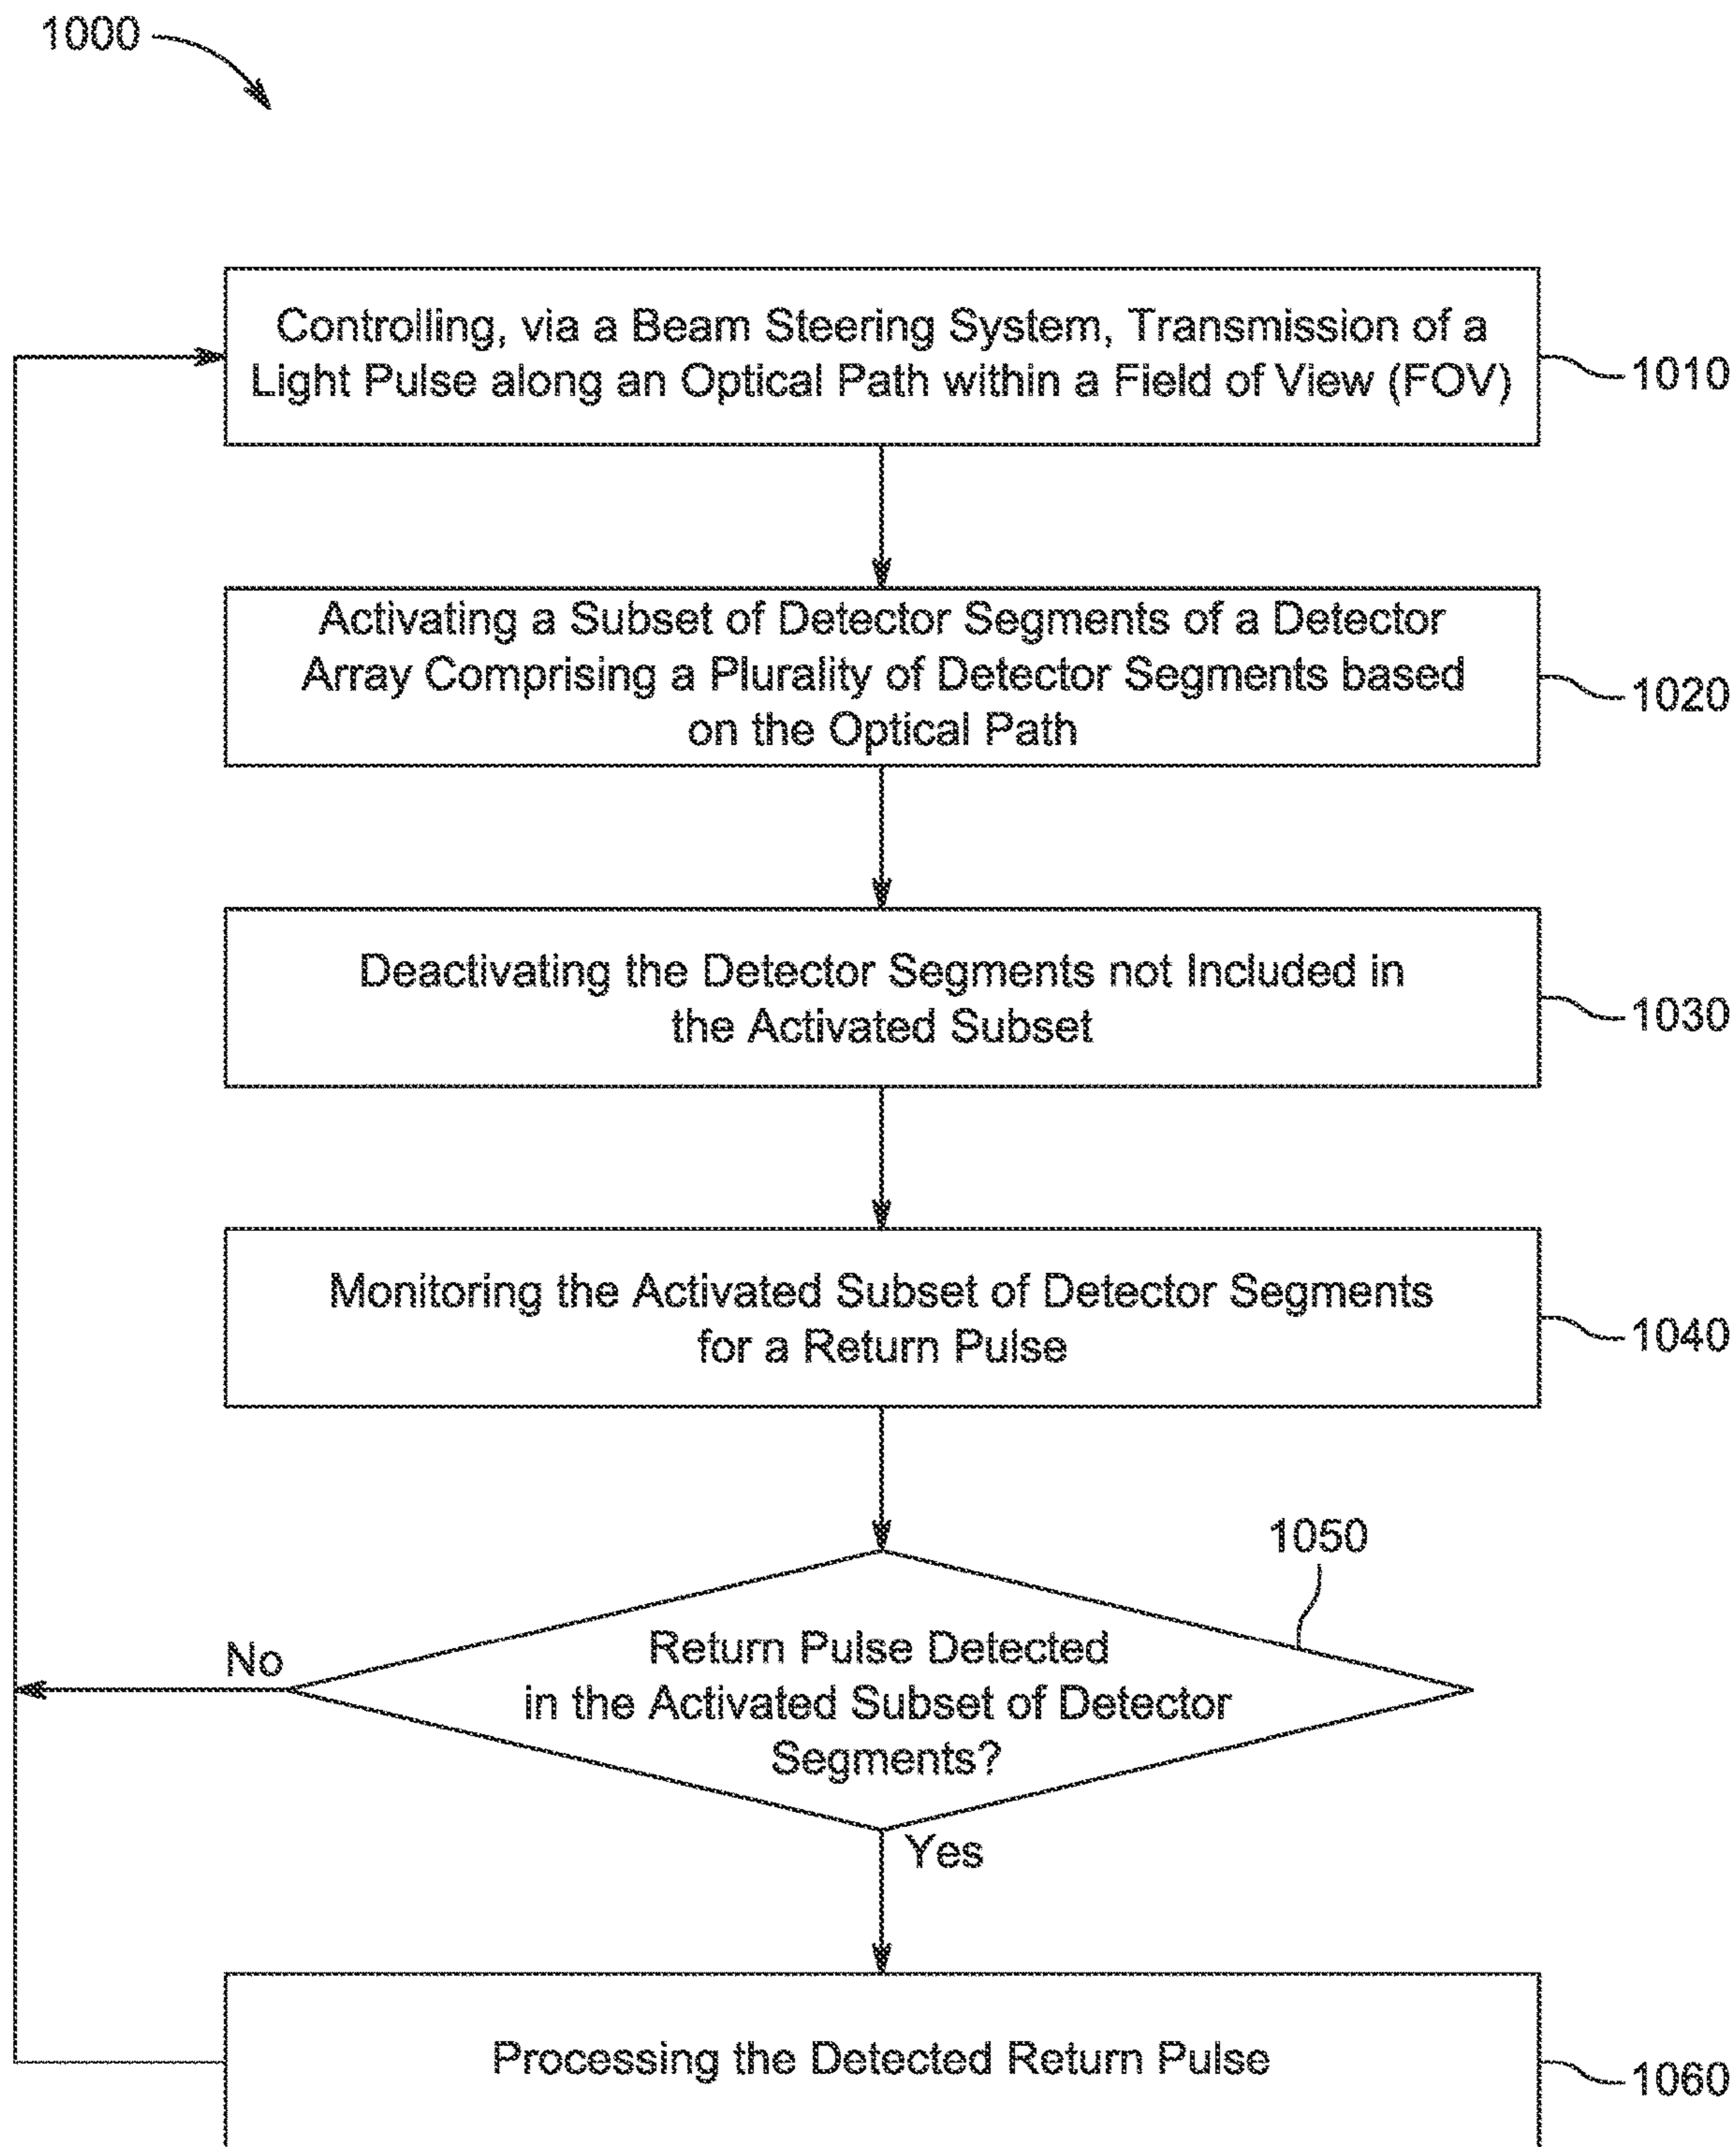 1000
Controlling, via a Beam Steering System, Transmission of a
Light Pulse along an Optical Path within a Field of View (FOV)
1010
Activating a Subset of Detector Segments of a Detector
Array Comprising a Plurality of Detector Segments based
on the Optical Path
1020
Deactivating the Detector Segments not Included in
the Activated Subset
1030
Monitoring the Activated Subset of Detector Segments
for a Return Pulse
1040
1050
Return Pulse Detected
in the Activated Subset of Detector
Segments?
No
Yes
Processing the Detected Return Pulse
1060